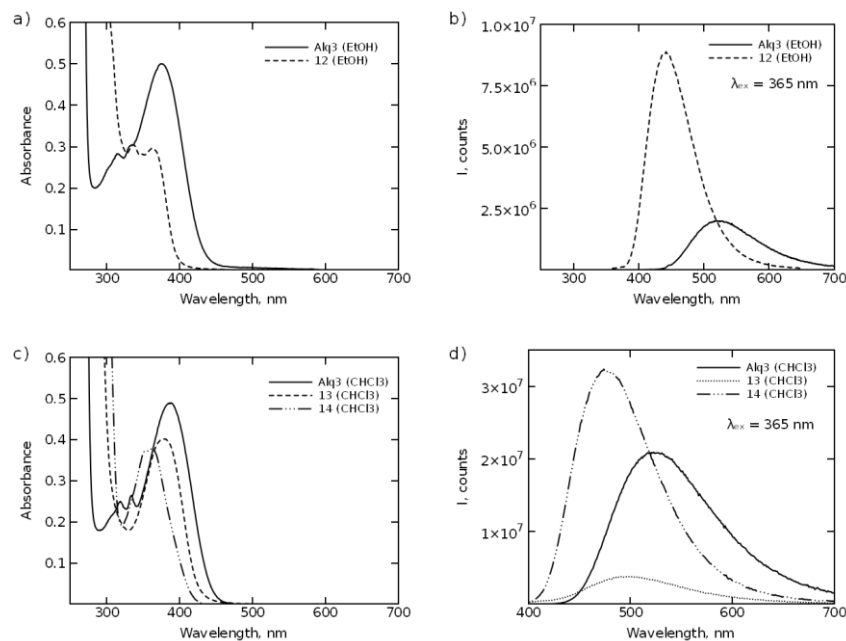 a)
0.6
0.5
0.4
0.3
0.2
0.1
Absorbance
Alq3 (EtOH)
12 (EtOH)
300 400 500 600 700
Wavelength, nm
b)
1.0×10⁷
7.5×10⁶
5.0×10⁶
2.5×10⁶
I, counts
Alq3 (EtOH)
12 (EtOH)
λex = 365 nm
300 400 500 600 700
Wavelength, nm
c)
0.6
0.5
0.4
0.3
0.2
0.1
Absorbance
Alq3 (CHCl3)
13 (CHCl3)
14 (CHCl3)
300 400 500 600 700
Wavelength, nm
d)
3×10⁷
2×10⁷
1×10⁷
I, counts
Alq3 (CHCl3)
13 (CHCl3)
14 (CHCl3)
λex = 365 nm
400 500 600 700
Wavelength, nm